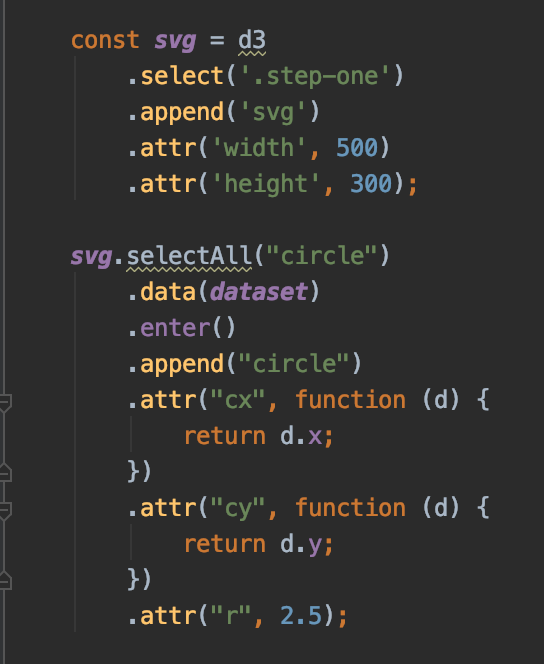 const svg = d3
.select('.step-one')
.append('svg')
.attr('width', 500)
.attr('height', 300);
svg.selectAll("circle")
.data(dataset)
.enter()
.append("circle")
.attr("cx", function (d) {
return d.x;
})
.attr("cy", function (d) {
return d.y;
})
.attr("r", 2.5);